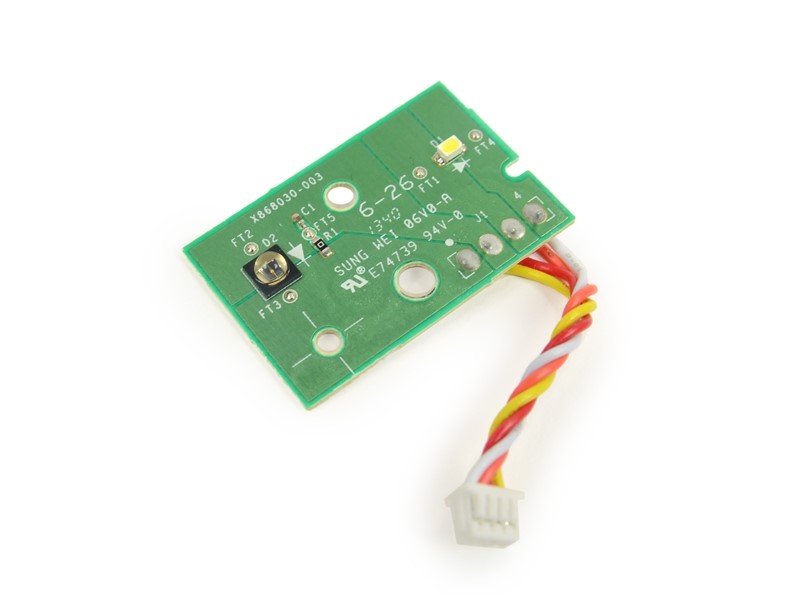 X868030-003
6-26
1340
FT2
D2
C1
FT5
R1
FT3
D1
FT4
FT1
J1
4
SUNG WEI 06V0-A
E74739 94V-0